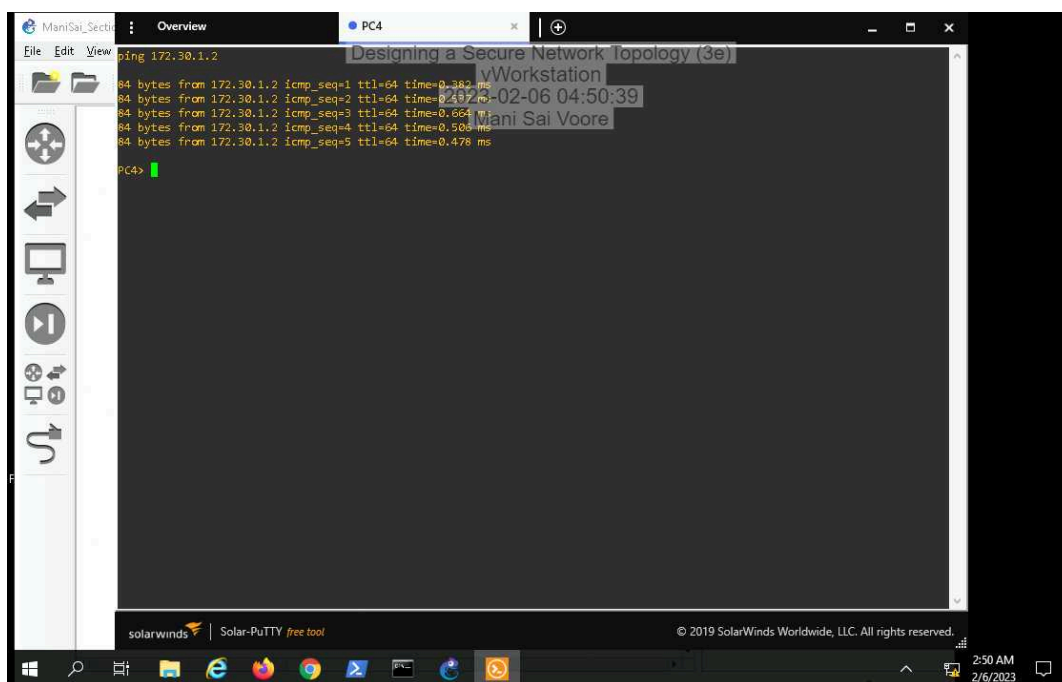 ManiSai_Sectio
Overview
PC4
File Edit View
ping 172.30.1.2
84 bytes from 172.30.1.2 icmp_seq=1 ttl=64 time=0.382 ms
84 bytes from 172.30.1.2 icmp_seq=2 ttl=64 ms
84 bytes from 172.30.1.2 icmp_seq=3 ttl=64 time=0.664 ms
84 bytes from 172.30.1.2 icmp_seq=4 ttl=64 time=0.506 ms
84 bytes from 172.30.1.2 icmp_seq=5 ttl=64 time=0.478 ms
PC4>
Designing a Secure Network Topology (3e)
vWorkstation
2023-02-06 04:50:39
Mani Sai Voore
F
solarwinds | Solar-PuTTY free tool
© 2019 SolarWinds Worldwide, LLC. All rights reserved.
2:50 AM
2/6/2023